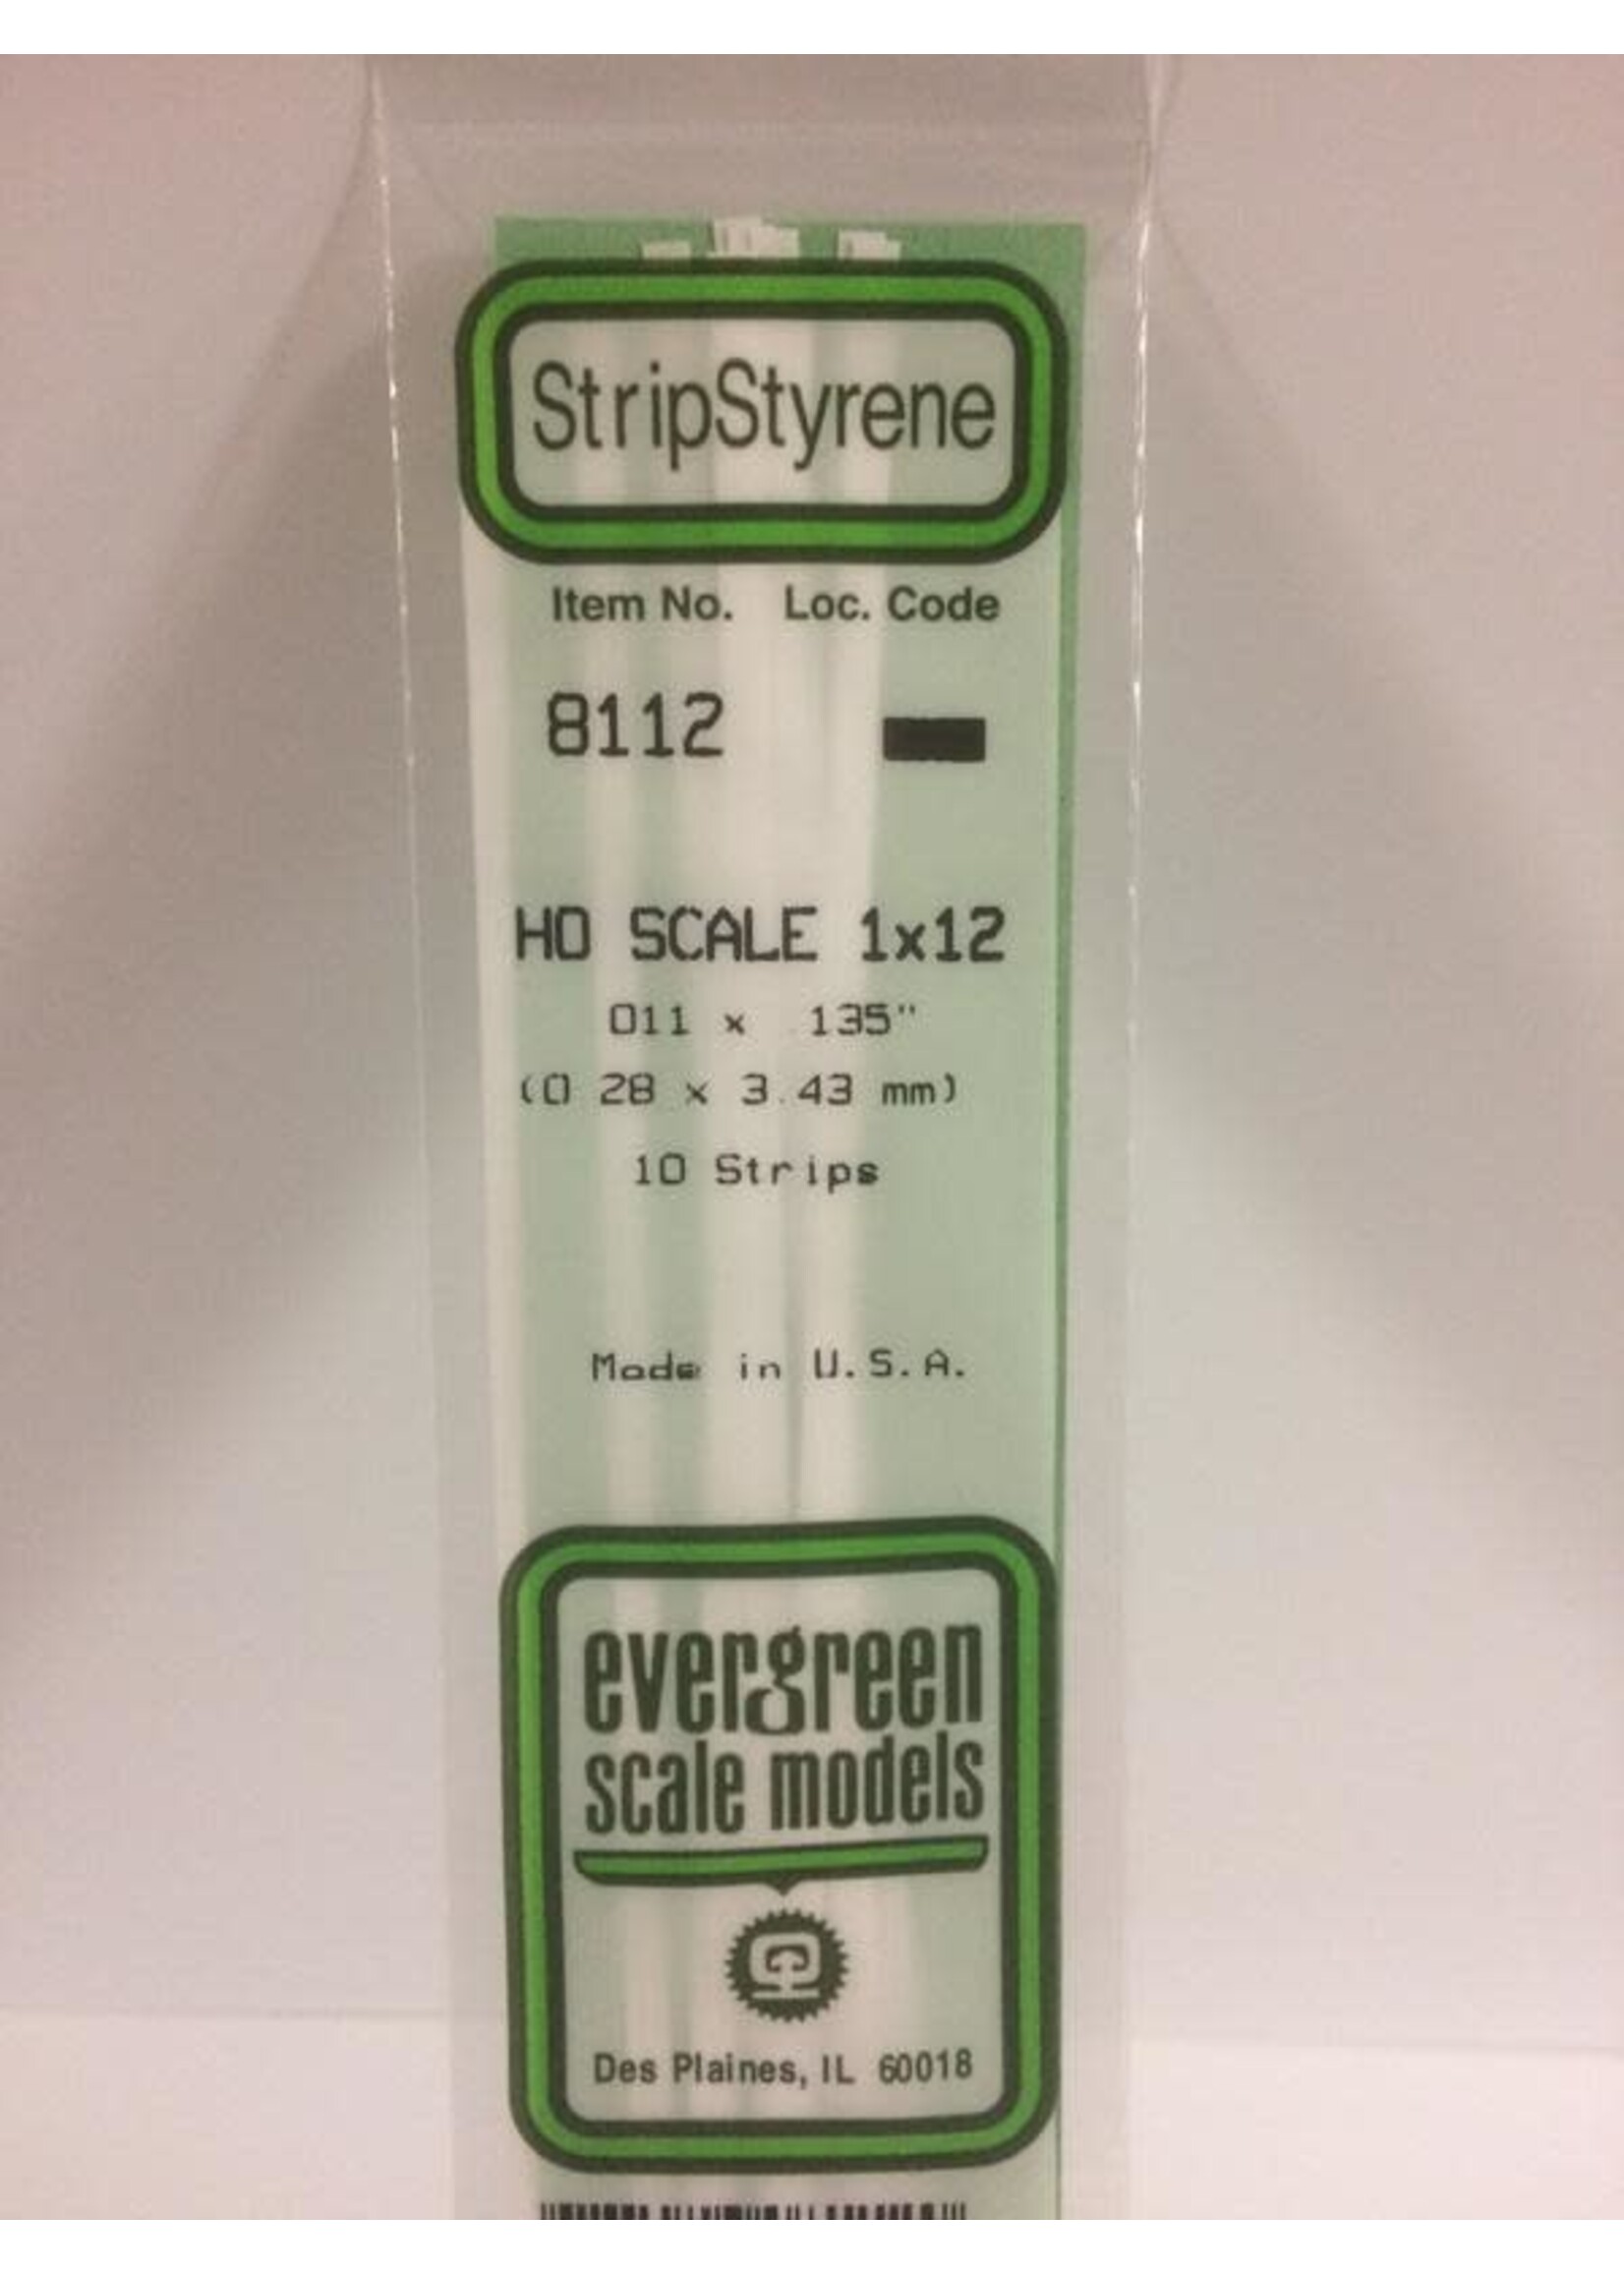 StripStyrene
Item No. Loc. Code
8112
HO SCALE 1x12
011 x 135"
(0 28 x 3.43 mm)
10 Strips
Made in U.S.A.
evergreen
scale models
Des Plaines, IL 60018